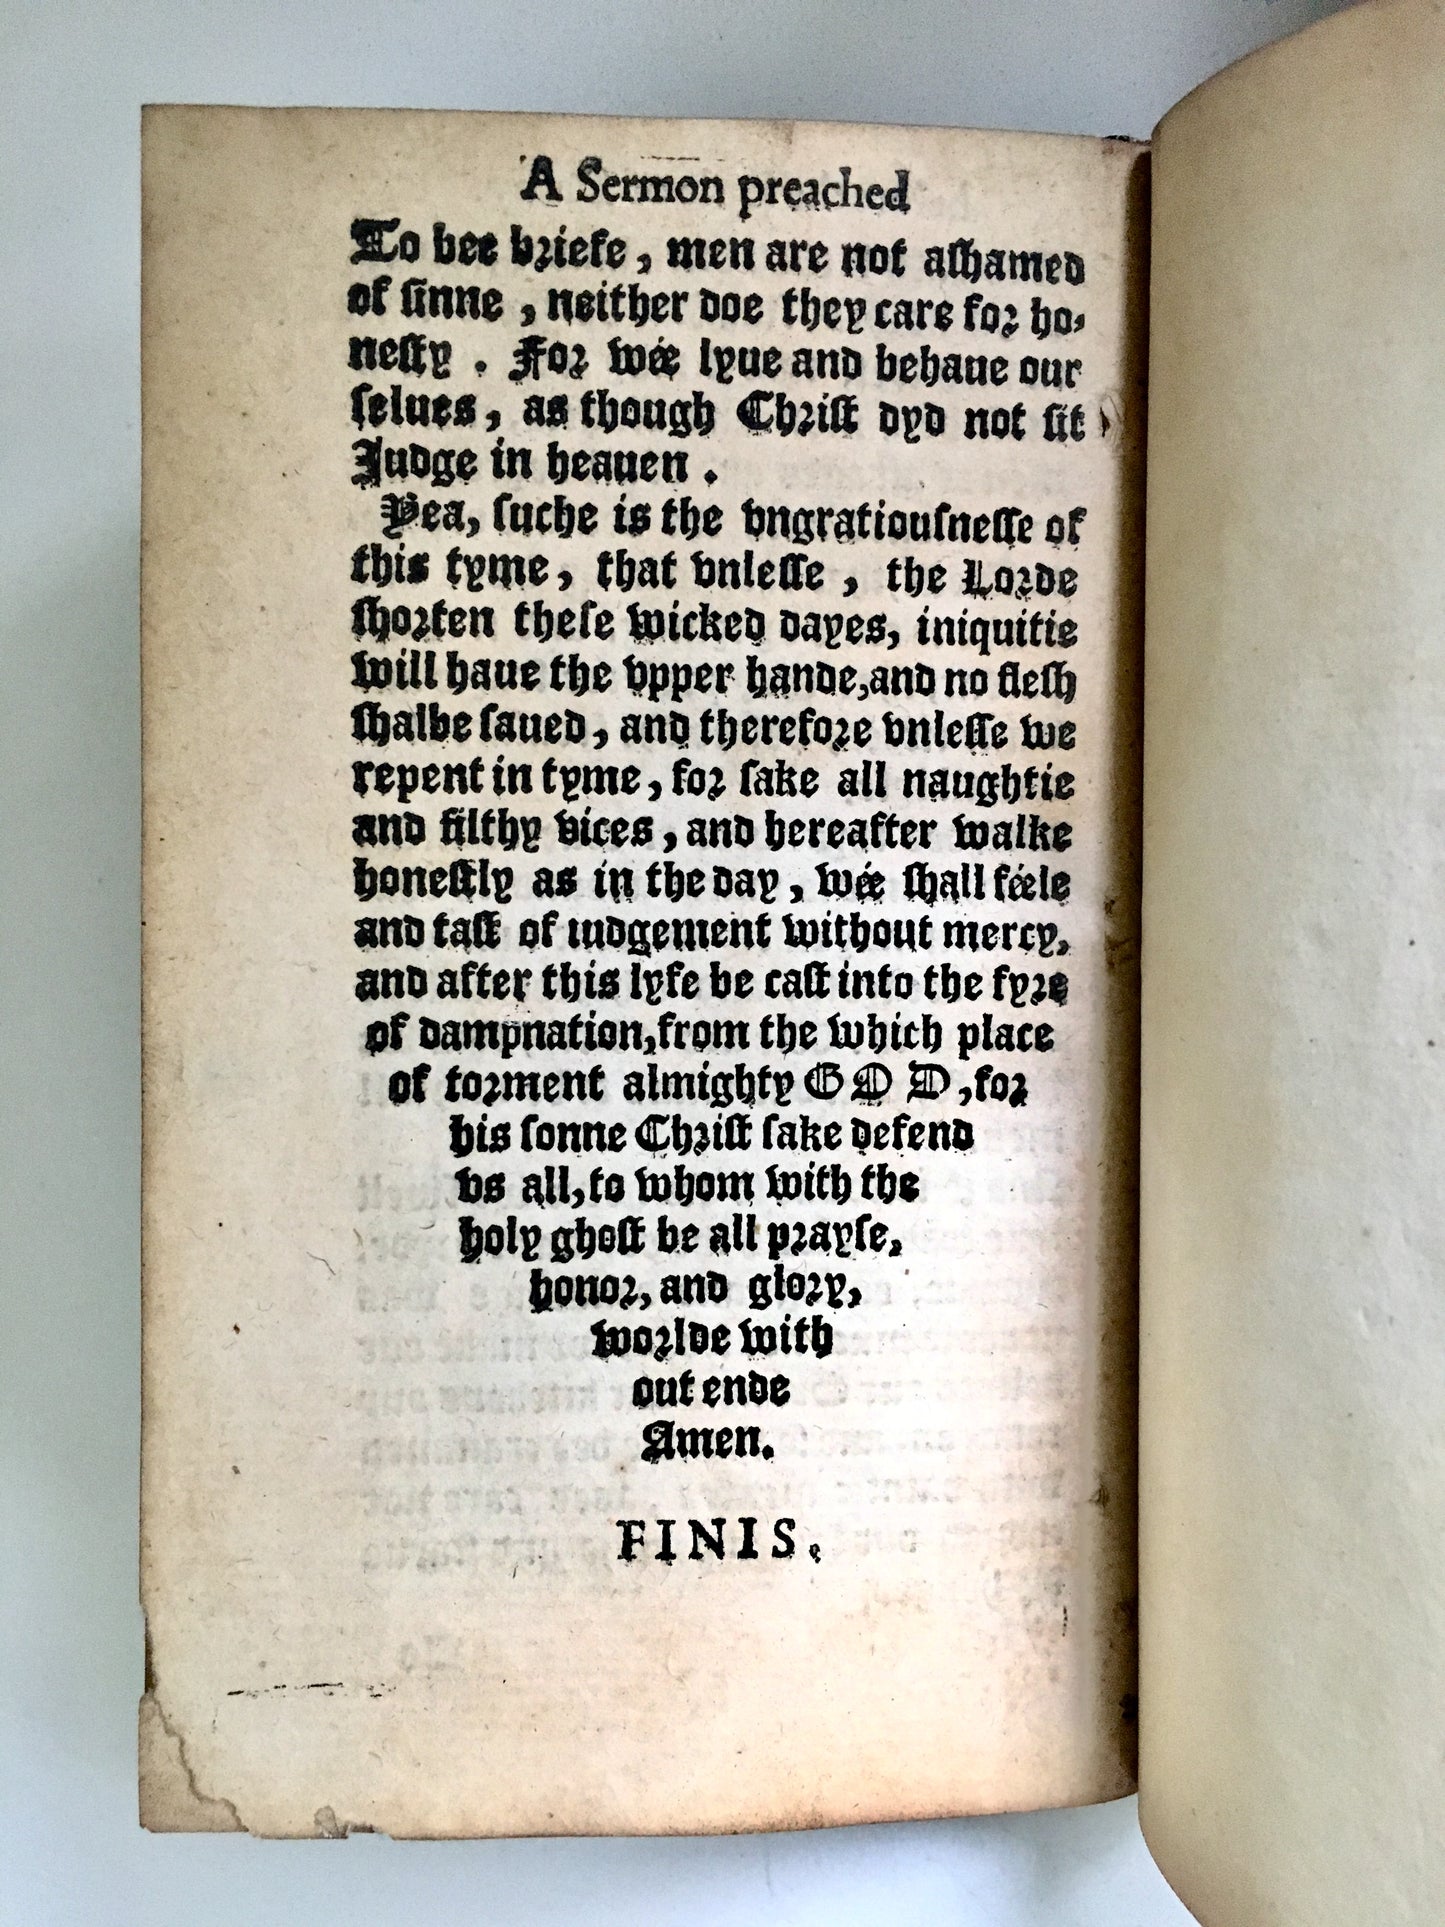 A Sermon preached
To bee briefe, men are not aſhamed
of ſinne, neither doe they care for ho-
neſty. For wée lyue and behaue our
ſelues, as though Chriſt dyd not ſit
Judge in heauen.
Yea, ſuche is the vngratiouſneſſe of
this tyme, that vnleſſe, the Lorde
ſhorten theſe wicked dayes, iniquitie
will haue the vpper hande, and no fleſh
ſhalbe ſaued, and therefore vnleſſe we
repent in tyme, for ſake all naughtie
and filthy vices, and hereafter walke
honeſtly as in the day, wée ſhall féele
and taſt of iudgement without mercy,
and after this lyfe be caſt into the fyre
of dampnation, from the which place
of torment almighty GOD, for
his ſonne Chriſt ſake defend
vs all, to whom with the
holy ghoſt be all prayſe,
honor, and glory,
worlde with
out ende
Amen.
FINIS.